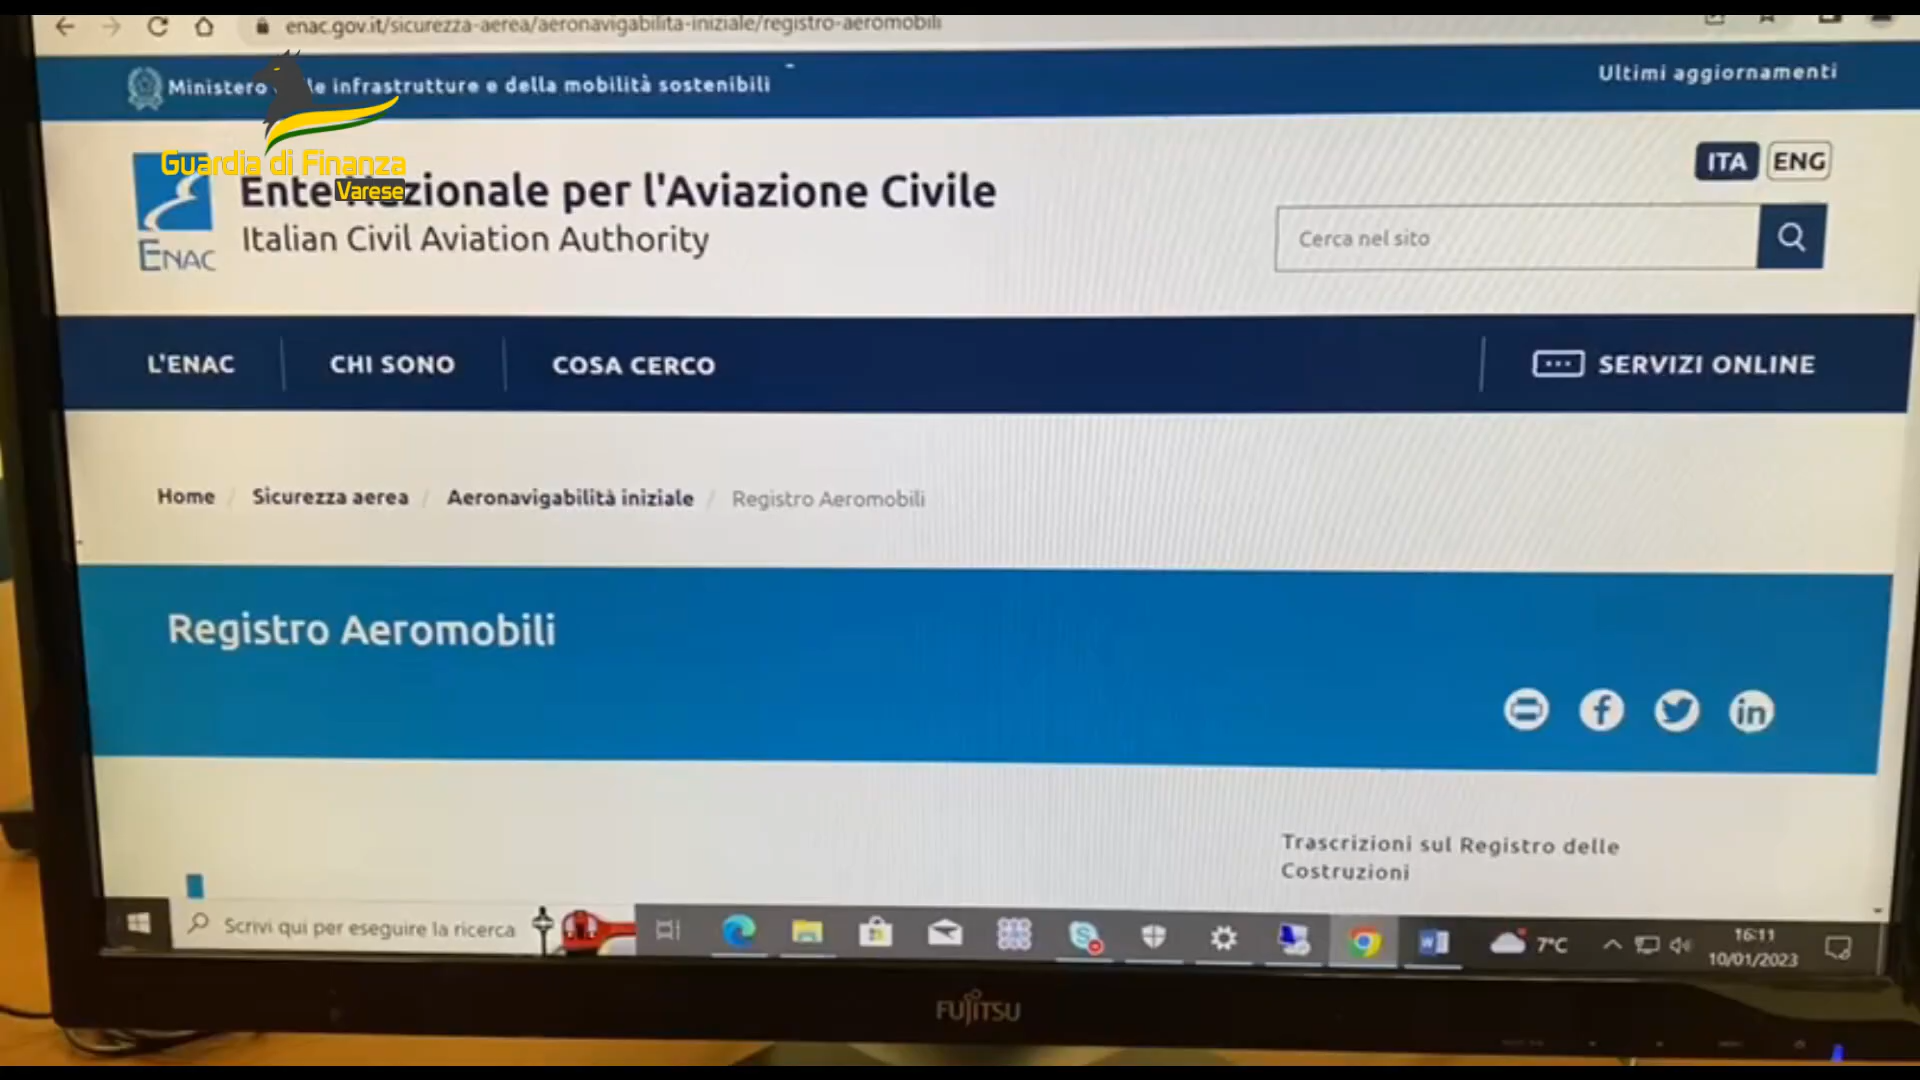 enac.gov.it/sicurezza-aerea/aeronavigabilita-iniziale/registro-aeromobili
Ministero infrastrutture e della mobilità sostenibili
Ultimi aggiornamenti
Guardia di Finanza
Varese
ITA ENG
Ente Nazionale per l'Aviazione Civile
Italian Civil Aviation Authority
ENAC
Cerca nel sito
L'ENAC CHI SONO COSA CERCO SERVIZI ONLINE
Home / Sicurezza aerea / Aeronavigabilità iniziale / Registro Aeromobili
Registro Aeromobili
Trascrizioni sul Registro delle
Costruzioni
Scrivi qui per eseguire la ricerca
7°C
16:11
10/01/2023
FUJITSU